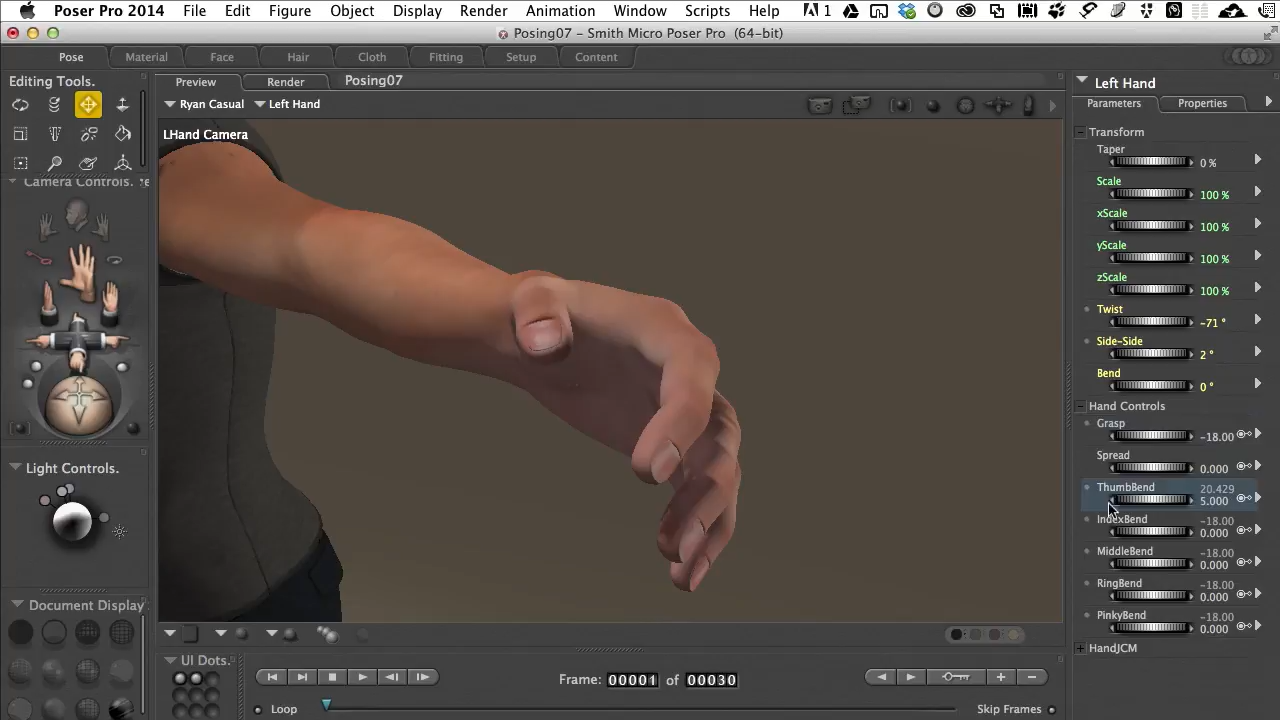 Poser Pro 2014 File Edit Figure Object Display Render Animation Window Scripts Help 1
Posing07 – Smith Micro Poser Pro (64-bit)
Pose Material Face Hair Cloth Fitting Setup Content
Editing Tools.
Preview Render Posing07
Ryan Casual Left Hand
LHand Camera
Camera Controls.
Light Controls.
Document Display
UI Dots.
Frame: 00001 of 00030
Loop Skip Frames
Left Hand
Parameters Properties
Transform
Taper
0 %
Scale
100 %
xScale
100 %
yScale
100 %
zScale
100 %
Twist
-71 °
Side-Side
2 °
Bend
0 °
Hand Controls
Grasp
-18.00
Spread
0.000
ThumbBend 20.429
5.000
IndexBend -18.00
0.000
MiddleBend -18.00
0.000
RingBend -18.00
0.000
PinkyBend -18.00
0.000
HandJCM